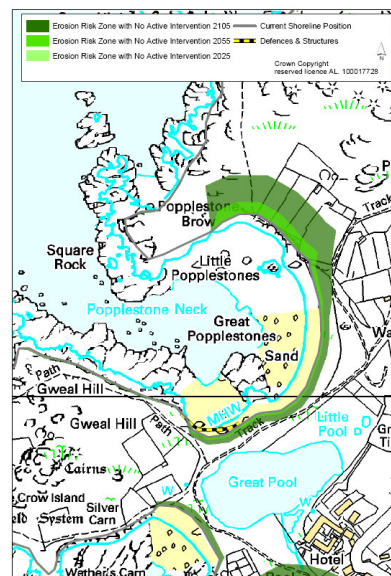 Erosion Risk Zone with No Active Intervention 2105
Current Shoreline Position
Erosion Risk Zone with No Active Intervention 2055
Defences & Structures
Erosion Risk Zone with No Active Intervention 2025
N
Crown Copyright
reserved licence AL. 100017728
Popplestone
Brow
Track
Square
Rock
Little
Popplestones
Popplestone Neck
Great
Popplestones
Sand
Wa
Path
Gweal Hill
MHW
Track
Little
Pool
Gweal Hill
Path
Cairns
Great Pool
Crow Island
Silver
Carn
System
W
W
Hotel
Wather's Carn